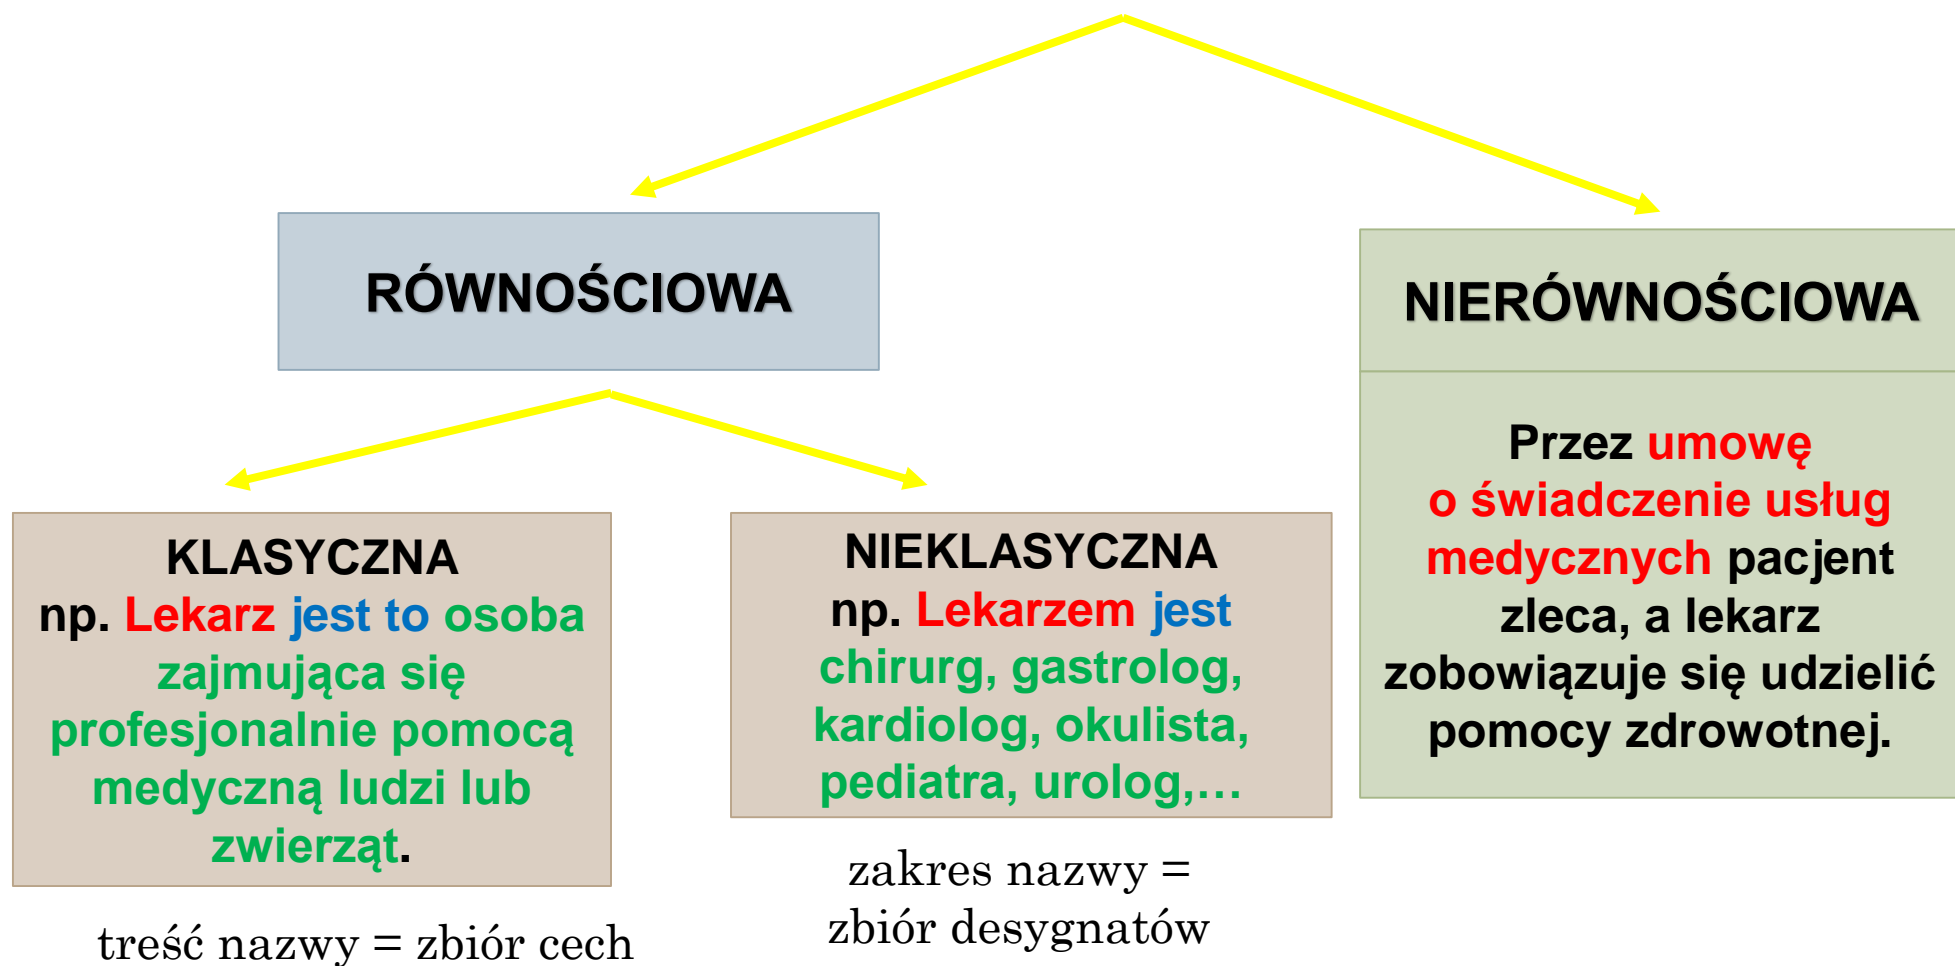 RÓWNOŚCIOWA
NIERÓWNOŚCIOWA
Przez umowę
o świadczenie usług
medycznych pacjent
zleca, a lekarz
zobowiązuje się udzielić
pomocy zdrowotnej.
KLASYCZNA
np. Lekarz jest to osoba
zajmująca się
profesjonalnie pomocą
medyczną ludzi lub
zwierząt.
treść nazwy = zbiór cech
NIEKLASYCZNA
np. Lekarzem jest
chirurg, gastrolog,
kardiolog, okulista,
pediatra, urolog,…
zakres nazwy =
zbiór desygnatów